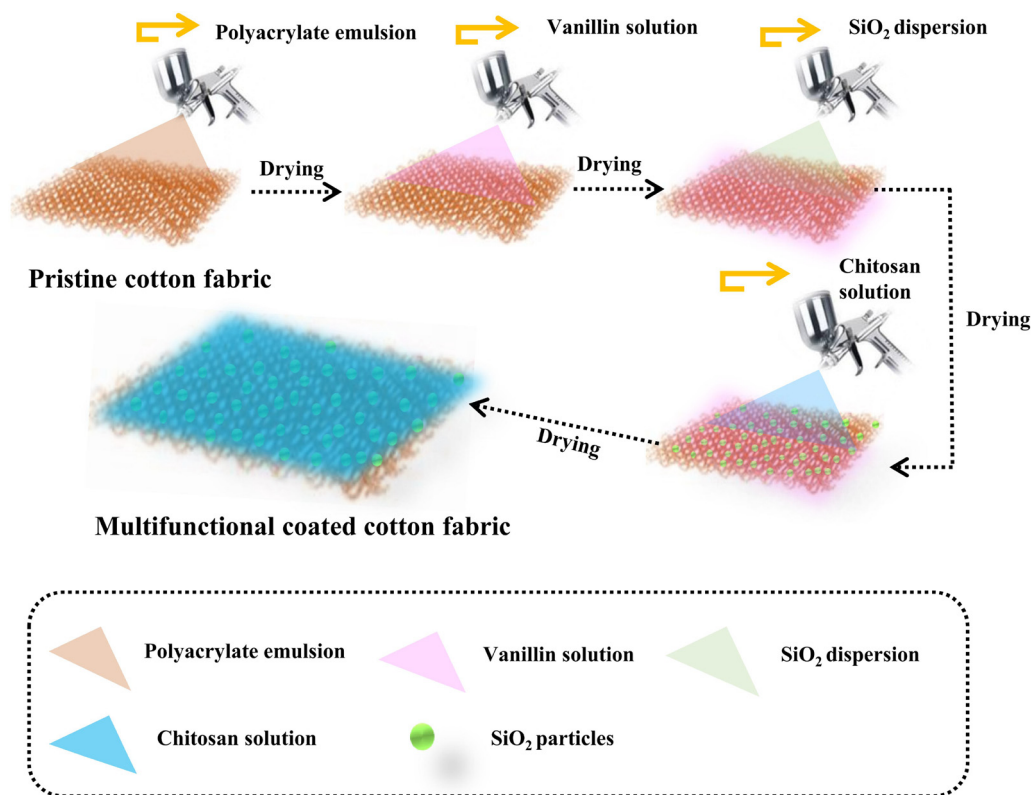 Polyacrylate emulsion
Vanillin solution
SiO₂ dispersion
Drying
Drying
Pristine cotton fabric
Chitosan
solution
Drying
Drying
Multifunctional coated cotton fabric
Polyacrylate emulsion
Vanillin solution
SiO₂ dispersion
Chitosan solution
SiO₂ particles